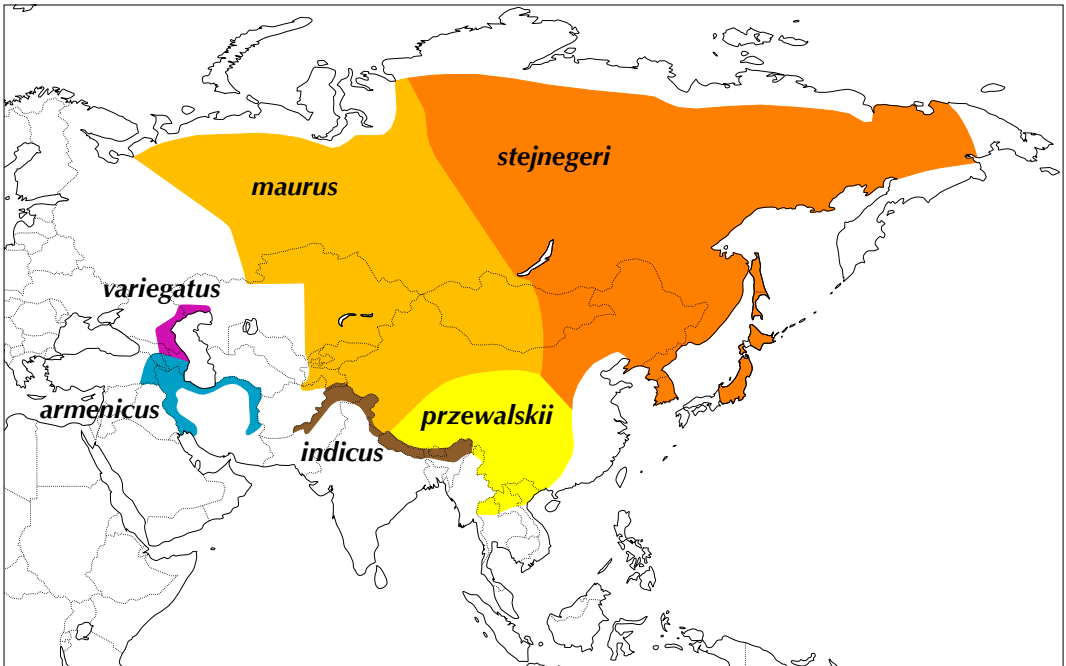 stejnegeri
maurus
variegatus
armenicus
przewalskii
indicus